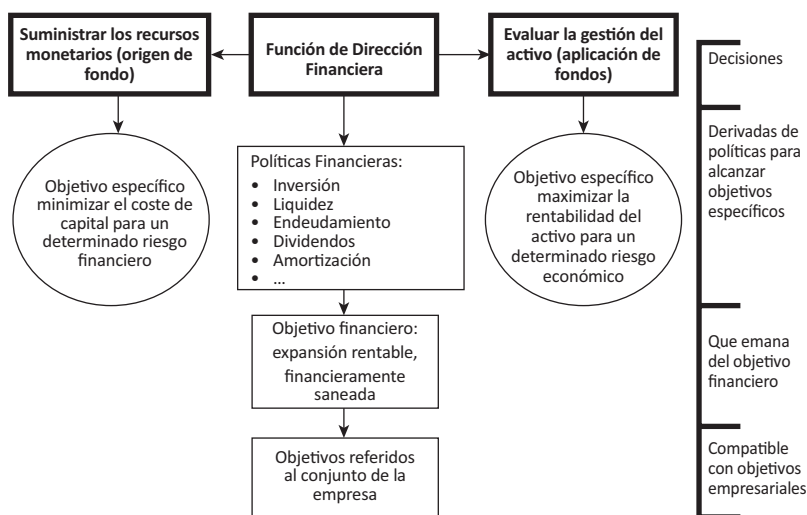 Suministrar los recursos
monetarios (origen de
fondo)
Función de Dirección
Financiera
Evaluar la gestión del
activo (aplicación de
fondos)
Objetivo específico
minimizar el coste de
capital para un
determinado riesgo
financiero
Políticas Financieras:
• Inversión
• Liquidez
• Endeudamiento
• Dividendos
• Amortización
• ...
Objetivo específico
maximizar la
rentabilidad del
activo para un
determinado riesgo
económico
Objetivo financiero:
expansión rentable,
financieramente
saneada
Objetivos referidos
al conjunto de la
empresa
Decisiones
Derivadas de
políticas para
alcanzar
objetivos
específicos
Que emana
del objetivo
financiero
Compatible
con objetivos
empresariales